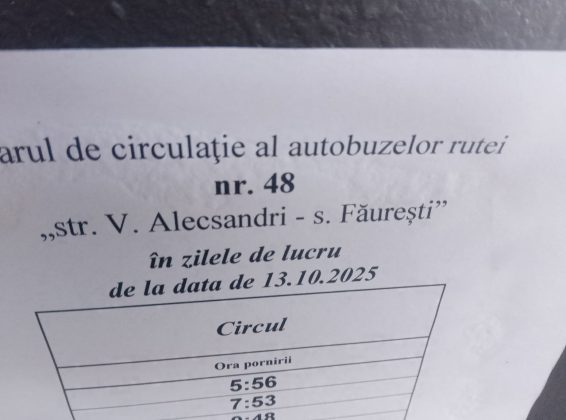 de circulaţie al autobuzelor rutei
nr. 48
„str. V. Alecsandri - s. Făurești”
în zilele de lucru
de la data de 13.10.2025
Circul
Ora pornirii
5:56
7:53